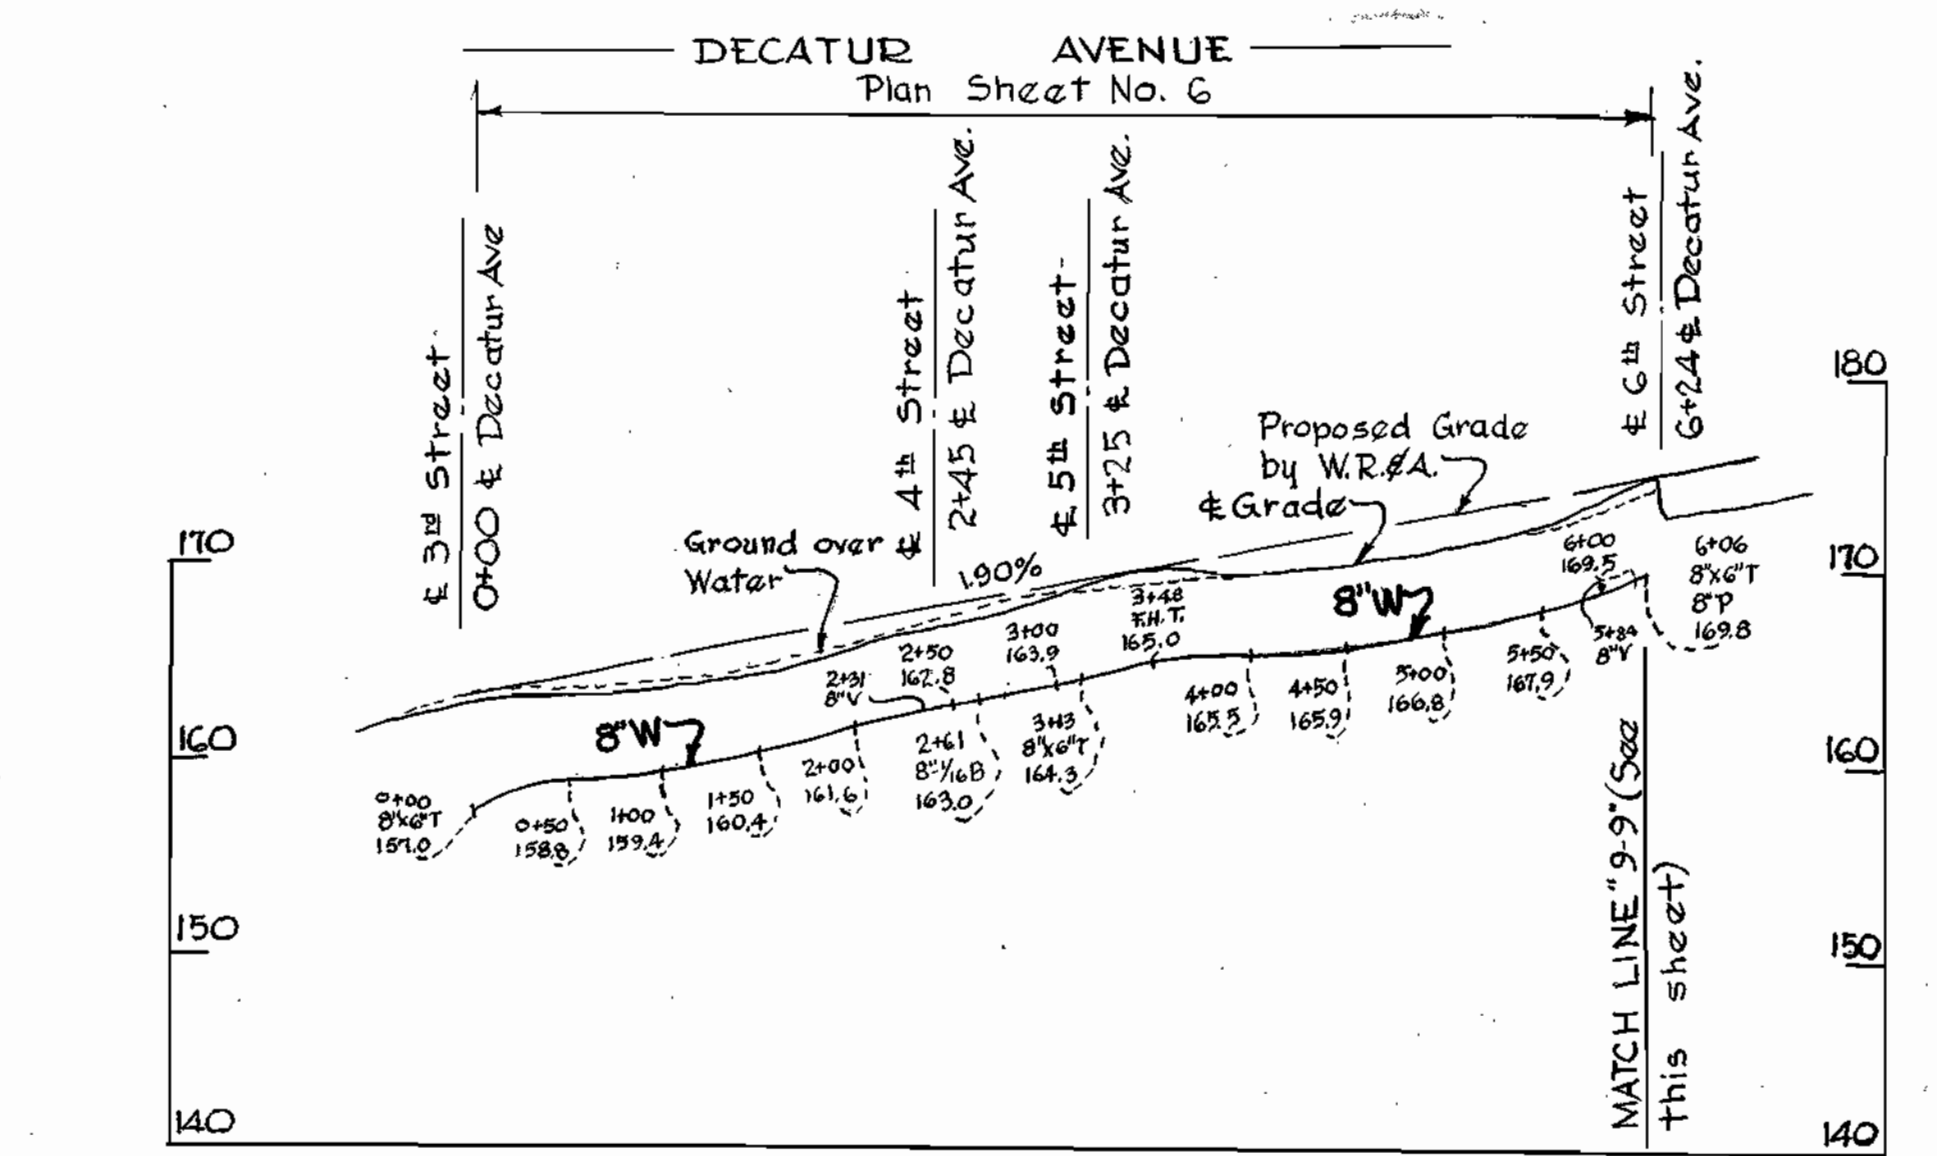 DECATUR AVENUE
Plan Sheet No. 6
℄ 3rd Street
0+00 ℄ Decatur Ave
℄ 4th Street
2+45 ℄ Decatur Ave.
℄ 5th Street
3+25 ℄ Decatur Ave.
℄ 6th Street
6+24 ℄ Decatur Ave.
180
170
160
150
140
170
160
150
140
Proposed Grade
by W.R.&A.
℄ Grade
Ground over
Water
1.90%
8"W
8"W
0+00
8"x6"T
157.0
0+50
158.8
1+00
159.4
1+50
160.4
2+00
161.6
2+31
8"V
2+50
162.8
2+61
8"-1/16B
163.0
3+00
163.9
3+13
8"x6"T
164.3
3+48
F.H.T.
165.0
4+00
165.5
4+50
165.9
5+00
166.8
5+50
167.9
5+84
8"V
6+00
169.5
6+06
8"x6"T
8"P
169.8
MATCH LINE "9-9" (See
this sheet)